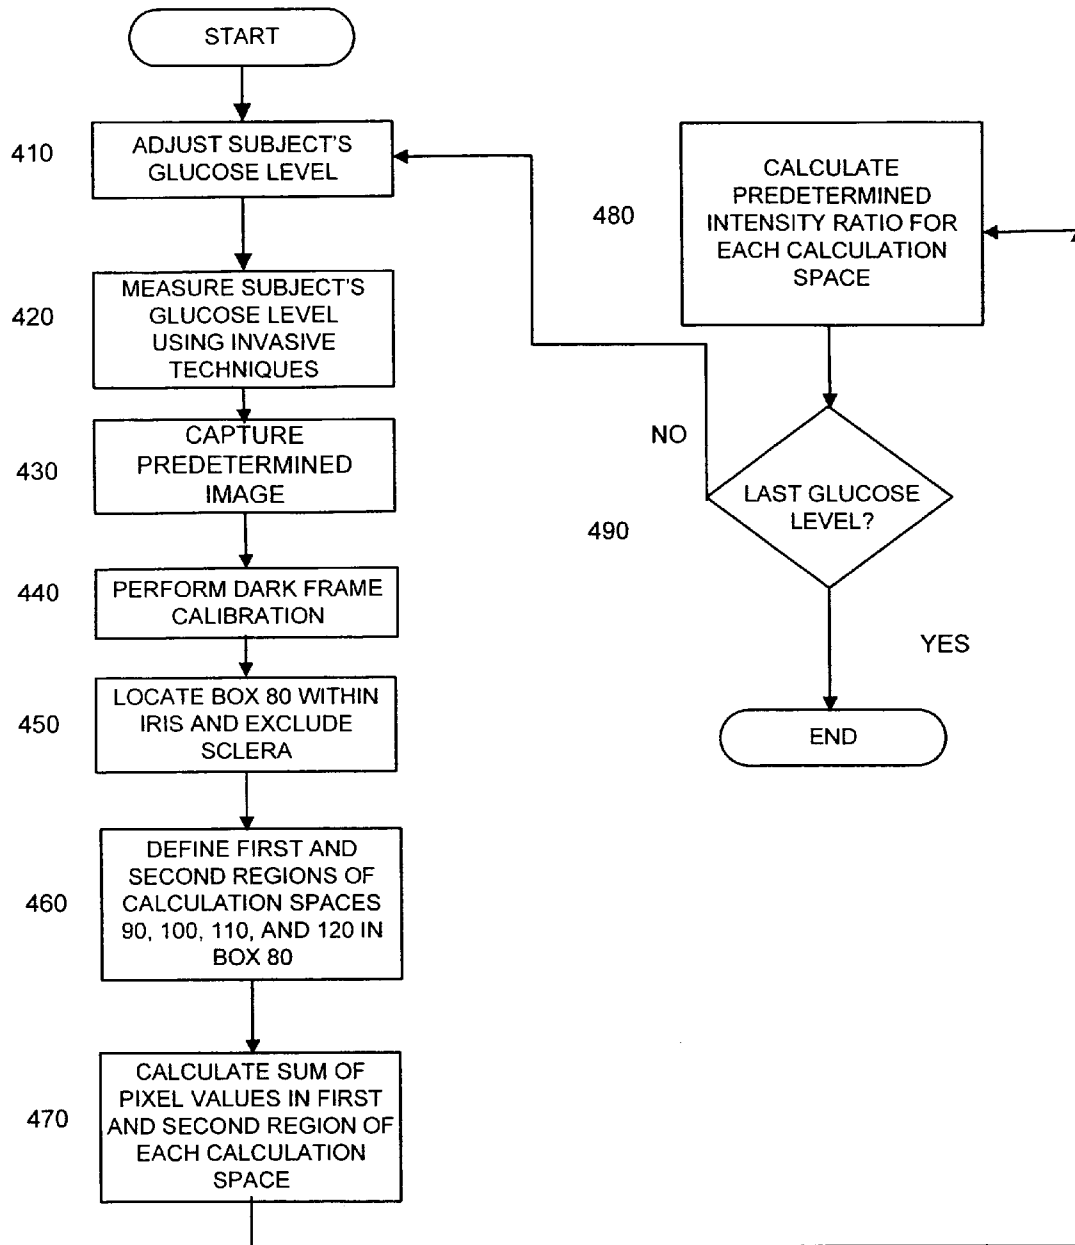 START
410
ADJUST SUBJECT'S
GLUCOSE LEVEL
420
MEASURE SUBJECT'S
GLUCOSE LEVEL
USING INVASIVE
TECHNIQUES
430
CAPTURE
PREDETERMINED
IMAGE
440
PERFORM DARK FRAME
CALIBRATION
450
LOCATE BOX 80 WITHIN
IRIS AND EXCLUDE
SCLERA
460
DEFINE FIRST AND
SECOND REGIONS OF
CALCULATION SPACES
90, 100, 110, AND 120 IN
BOX 80
470
CALCULATE SUM OF
PIXEL VALUES IN FIRST
AND SECOND REGION OF
EACH CALCULATION
SPACE
480
CALCULATE
PREDETERMINED
INTENSITY RATIO FOR
EACH CALCULATION
SPACE
NO
490
LAST GLUCOSE
LEVEL?
YES
END